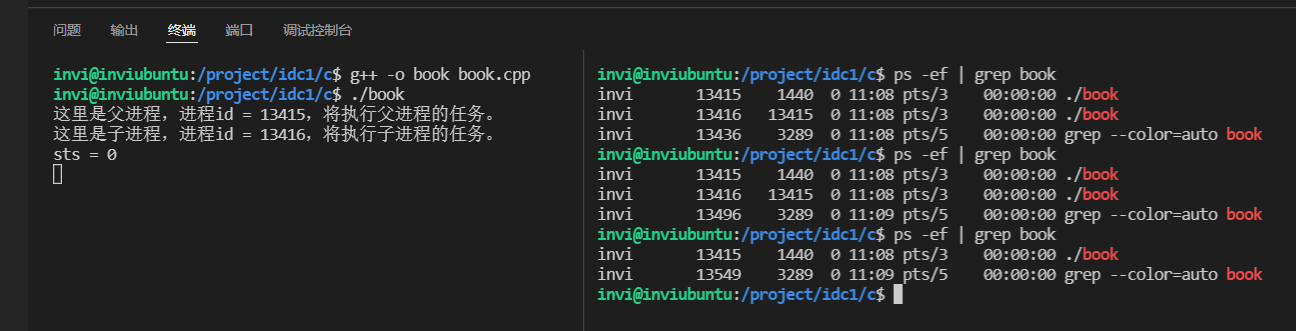 问题 输出 终端 端口 调试控制台
invi@inviubuntu:/project/idc1/c$ g++ -o book book.cpp
invi@inviubuntu:/project/idc1/c$ ./book
这里是父进程，进程id = 13415，将执行父进程的任务。
这里是子进程，进程id = 13416，将执行子进程的任务。
sts = 0
invi@inviubuntu:/project/idc1/c$ ps -ef | grep book
invi 13415 1440 0 11:08 pts/3 00:00:00 ./book
invi 13416 13415 0 11:08 pts/3 00:00:00 ./book
invi 13436 3289 0 11:08 pts/5 00:00:00 grep --color=auto book
invi@inviubuntu:/project/idc1/c$ ps -ef | grep book
invi 13415 1440 0 11:08 pts/3 00:00:00 ./book
invi 13416 13415 0 11:08 pts/3 00:00:00 ./book
invi 13496 3289 0 11:09 pts/5 00:00:00 grep --color=auto book
invi@inviubuntu:/project/idc1/c$ ps -ef | grep book
invi 13415 1440 0 11:08 pts/3 00:00:00 ./book
invi 13549 3289 0 11:09 pts/5 00:00:00 grep --color=auto book
invi@inviubuntu:/project/idc1/c$